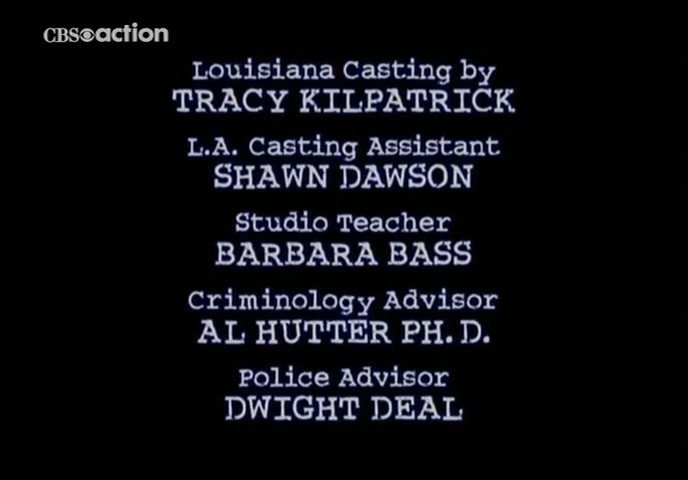 CBS action
Louisiana Casting by
TRACY KILPATRICK
L.A. Casting Assistant
SHAWN DAWSON
Studio Teacher
BARBARA BASS
Criminology Advisor
AL HUTTER PH.D.
Police Advisor
DWIGHT DEAL